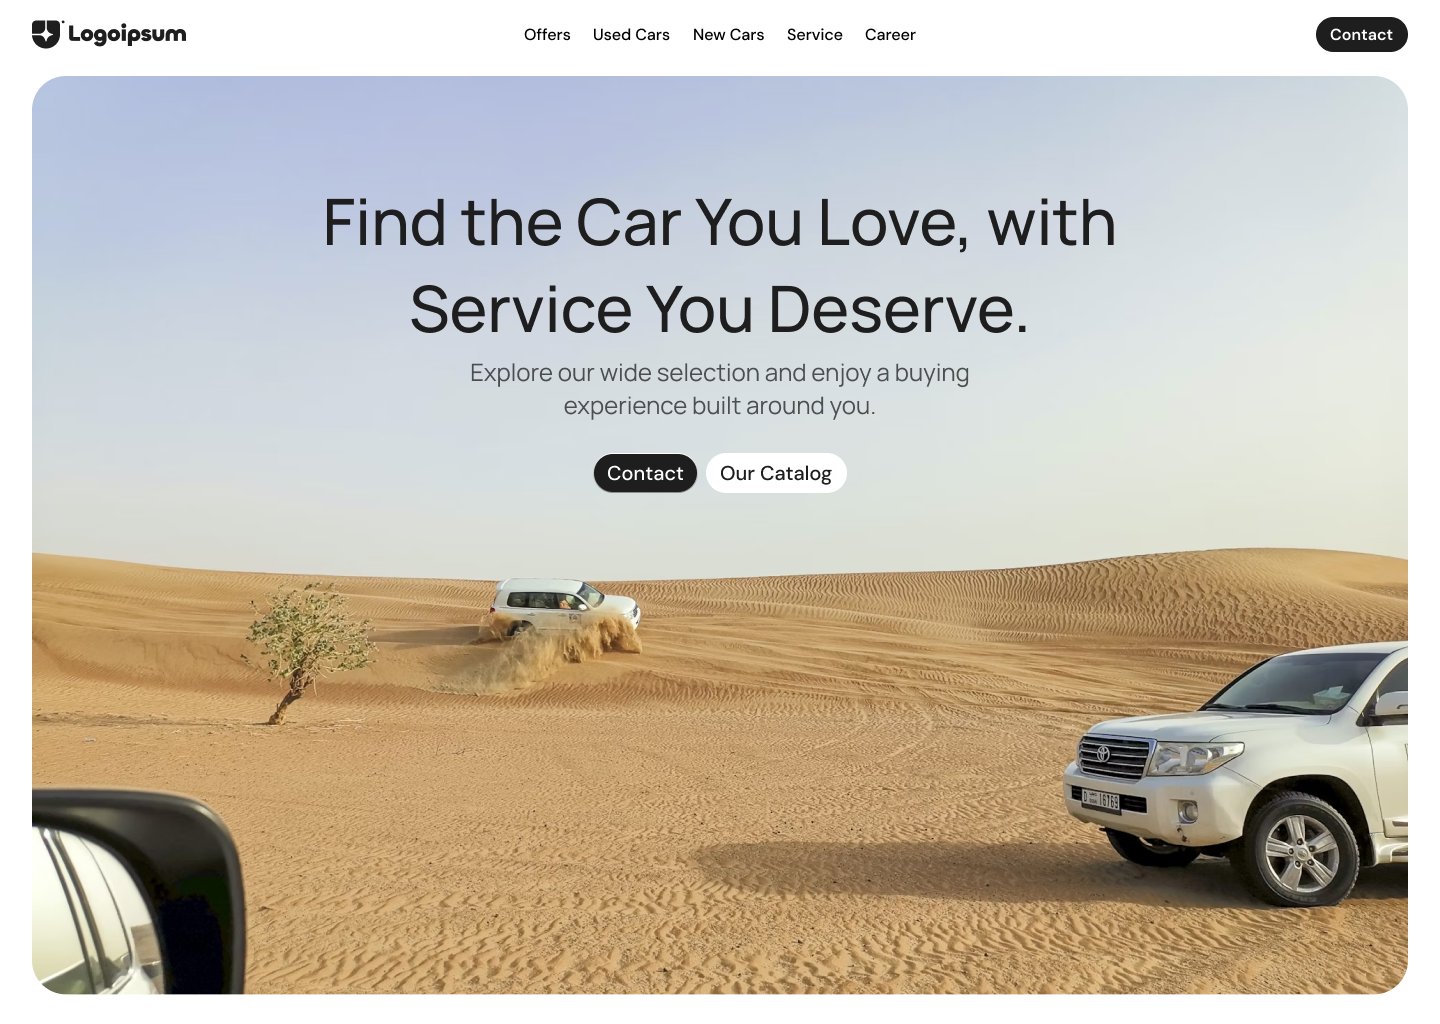 Logoipsum
Offers Used Cars New Cars Service Career
Contact
Find the Car You Love, with
Service You Deserve.
Explore our wide selection and enjoy a buying
experience built around you.
Contact Our Catalog
D 16769